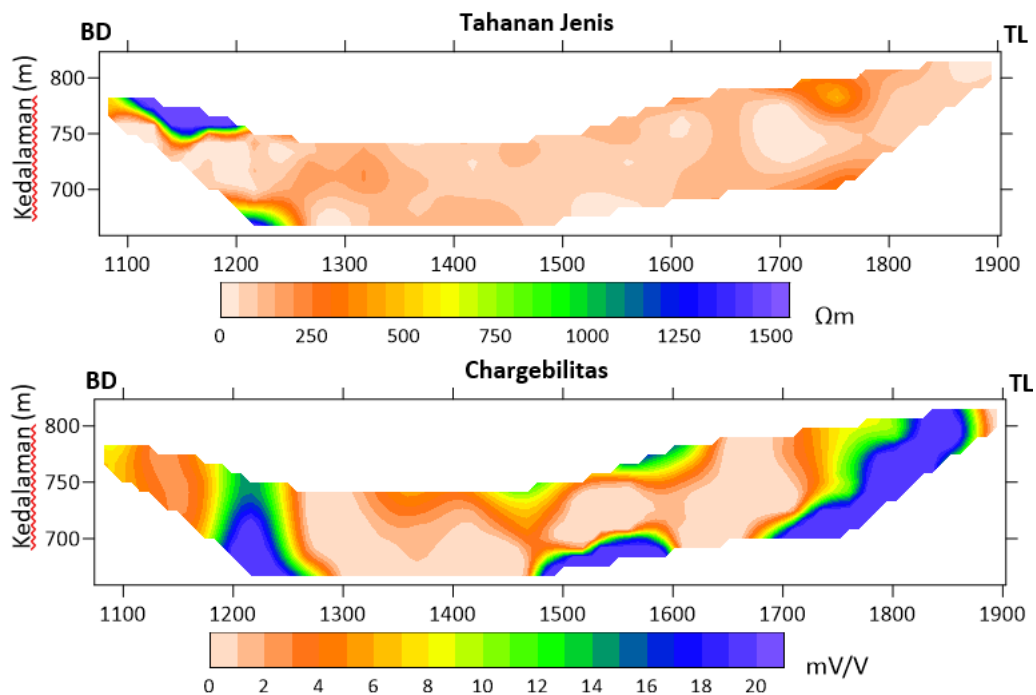 Tahanan Jenis
BD
TL
Kedalaman (m)
800
750
700
1100 1200 1300 1400 1500 1600 1700 1800 1900
0 250 500 750 1000 1250 1500 Ωm
Chargebilitas
BD
TL
Kedalaman (m)
800
750
700
1100 1200 1300 1400 1500 1600 1700 1800 1900
0 2 4 6 8 10 12 14 16 18 20 mV/V